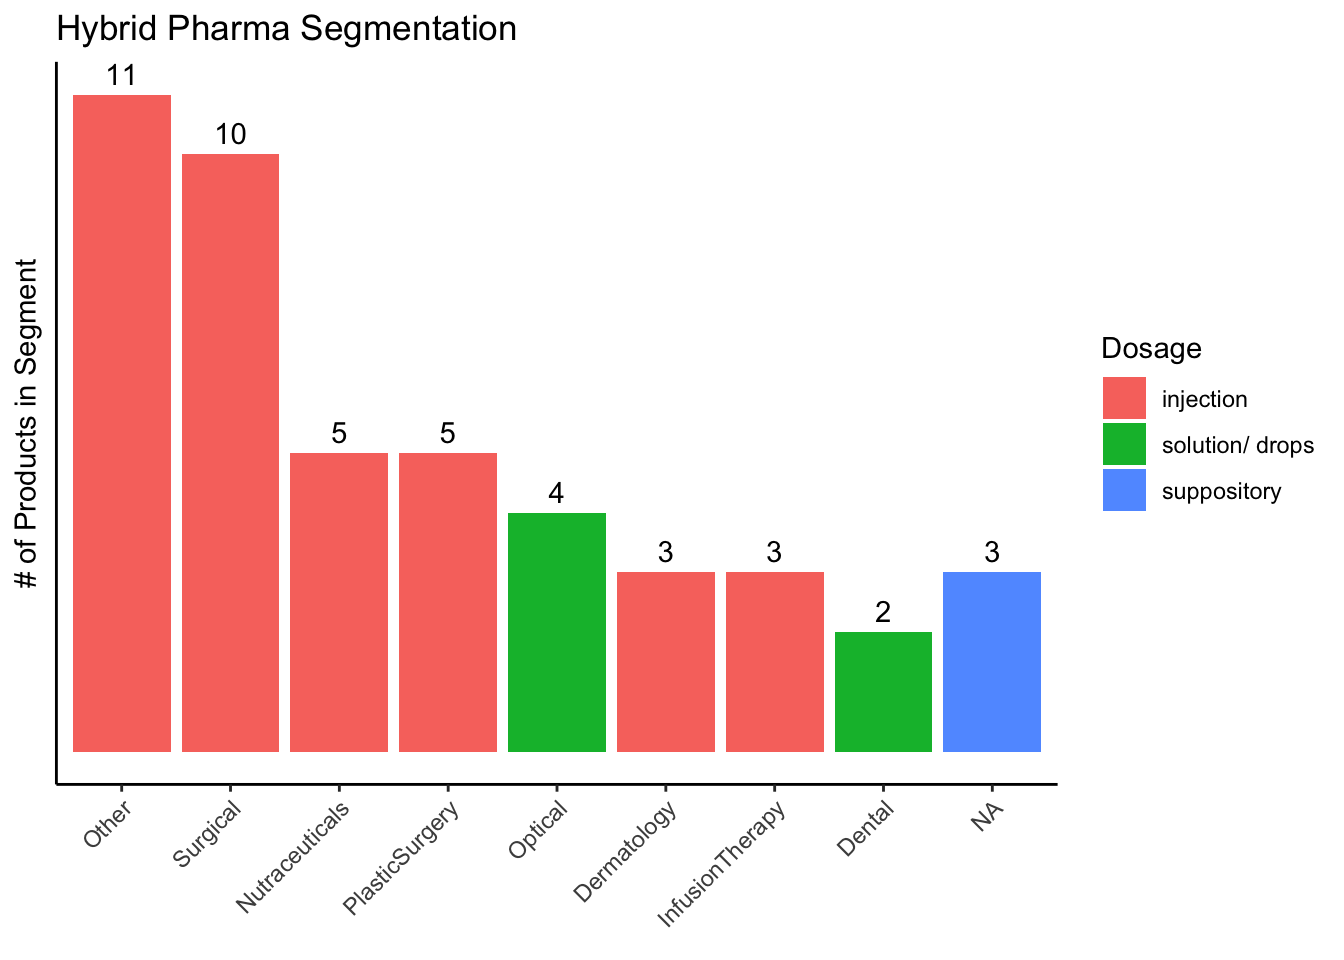 Hybrid Pharma Segmentation
11
10
5
5
4
3
3
2
3
# of Products in Segment
Other
Surgical
Nutraceuticals
PlasticSurgery
Optical
Dermatology
InfusionTherapy
Dental
NA
Dosage
injection
solution/ drops
suppository